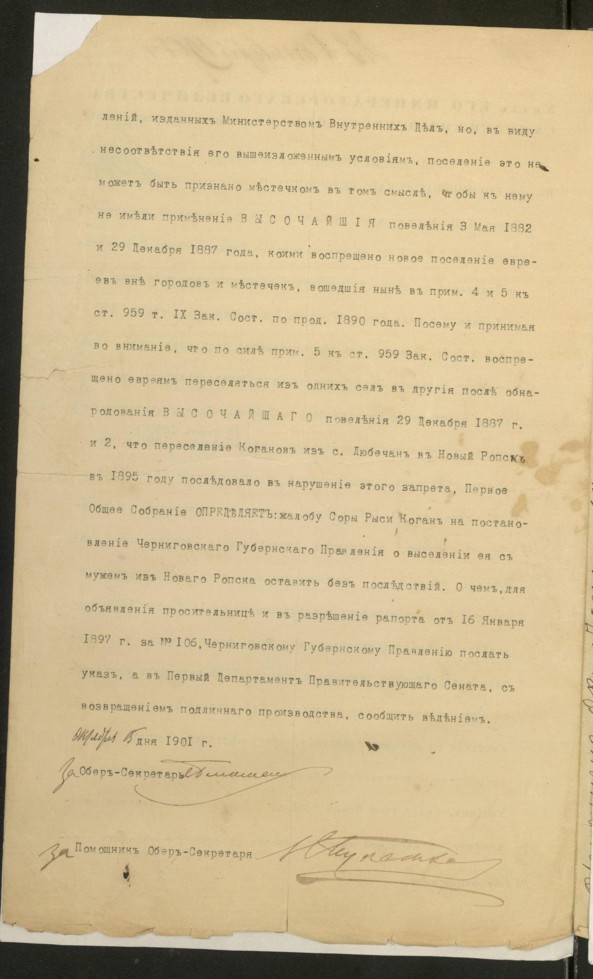 леній, изданныхъ Министерствомъ Внутреннихъ Дѣлъ, но, въ виду
несоотвѣтствія его вышеизложеннымъ условіямъ, поселеніе это не
можетъ быть признано мѣстечкомъ въ томъ смыслѣ, чтобы къ нему
не имѣли примѣненіе В Ы С О Ч А Й Ш І Я повелѣнія 3 Мая 1882
и 29 Декабря 1887 года, коими воспрещено новое поселеніе евре-
евъ внѣ городовъ и мѣстечекъ, вошедшія нынѣ въ прим. 4 и 5 къ
ст. 959 т. IX Зак. Сост. по прод. 1890 года. Посему и принимая
во вниманіе, что по силѣ прим. 5 къ ст. 959 Зак. Сост. воспре-
щено евреямъ переселяться изъ однихъ селъ въ другія послѣ обна-
родованія В Ы С О Ч А Й Ш А Г О повелѣнія 29 Декабря 1887 г.
и 2, что переселеніе Когановъ изъ с. Любечанъ въ Новый Ропскъ
въ 1895 году послѣдовало въ нарушеніе этого запрета, Первое
Общее Собраніе ОПРЕДѢЛЯЕТЪ: жалобу Соры Рыси Коганъ на постано-
вленіе Черниговскаго Губернскаго Правленія о выселеніи ея съ
мужемъ изъ Новаго Ропска оставить безъ послѣдствій. О чемъ, для
объявленія просительницѣ и въ разрѣшеніе рапорта отъ 16 Января
1897 г. за № 106, Черниговскому Губернскому Правленію послать
указъ, а въ Первый Департаментъ Правительствующаго Сената, съ
возвращеніемъ подлиннаго производства, сообщить вѣдѣніемъ.
Октября 15 дня 1901 г.
За Оберъ-Секретарь
за Помощникъ Оберъ-Секретаря